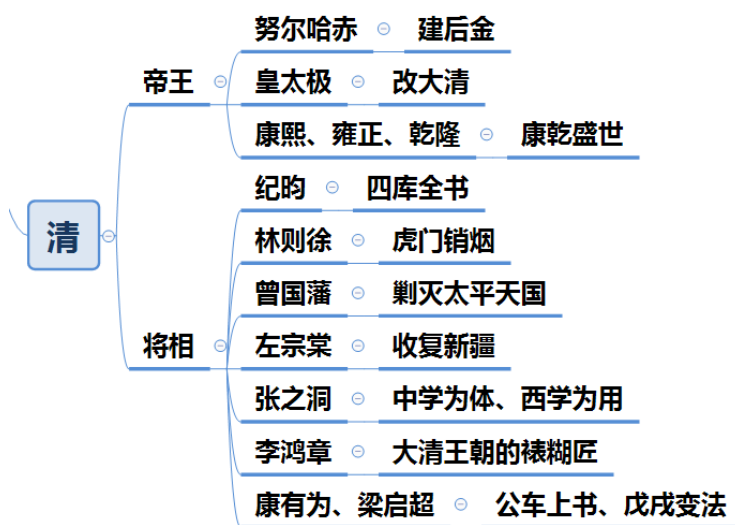 清
帝王
努尔哈赤 建后金
皇太极 改大清
康熙、雍正、乾隆 康乾盛世
将相
纪昀 四库全书
林则徐 虎门销烟
曾国藩 剿灭太平天国
左宗棠 收复新疆
张之洞 中学为体、西学为用
李鸿章 大清王朝的裱糊匠
康有为、梁启超 公车上书、戊戌变法